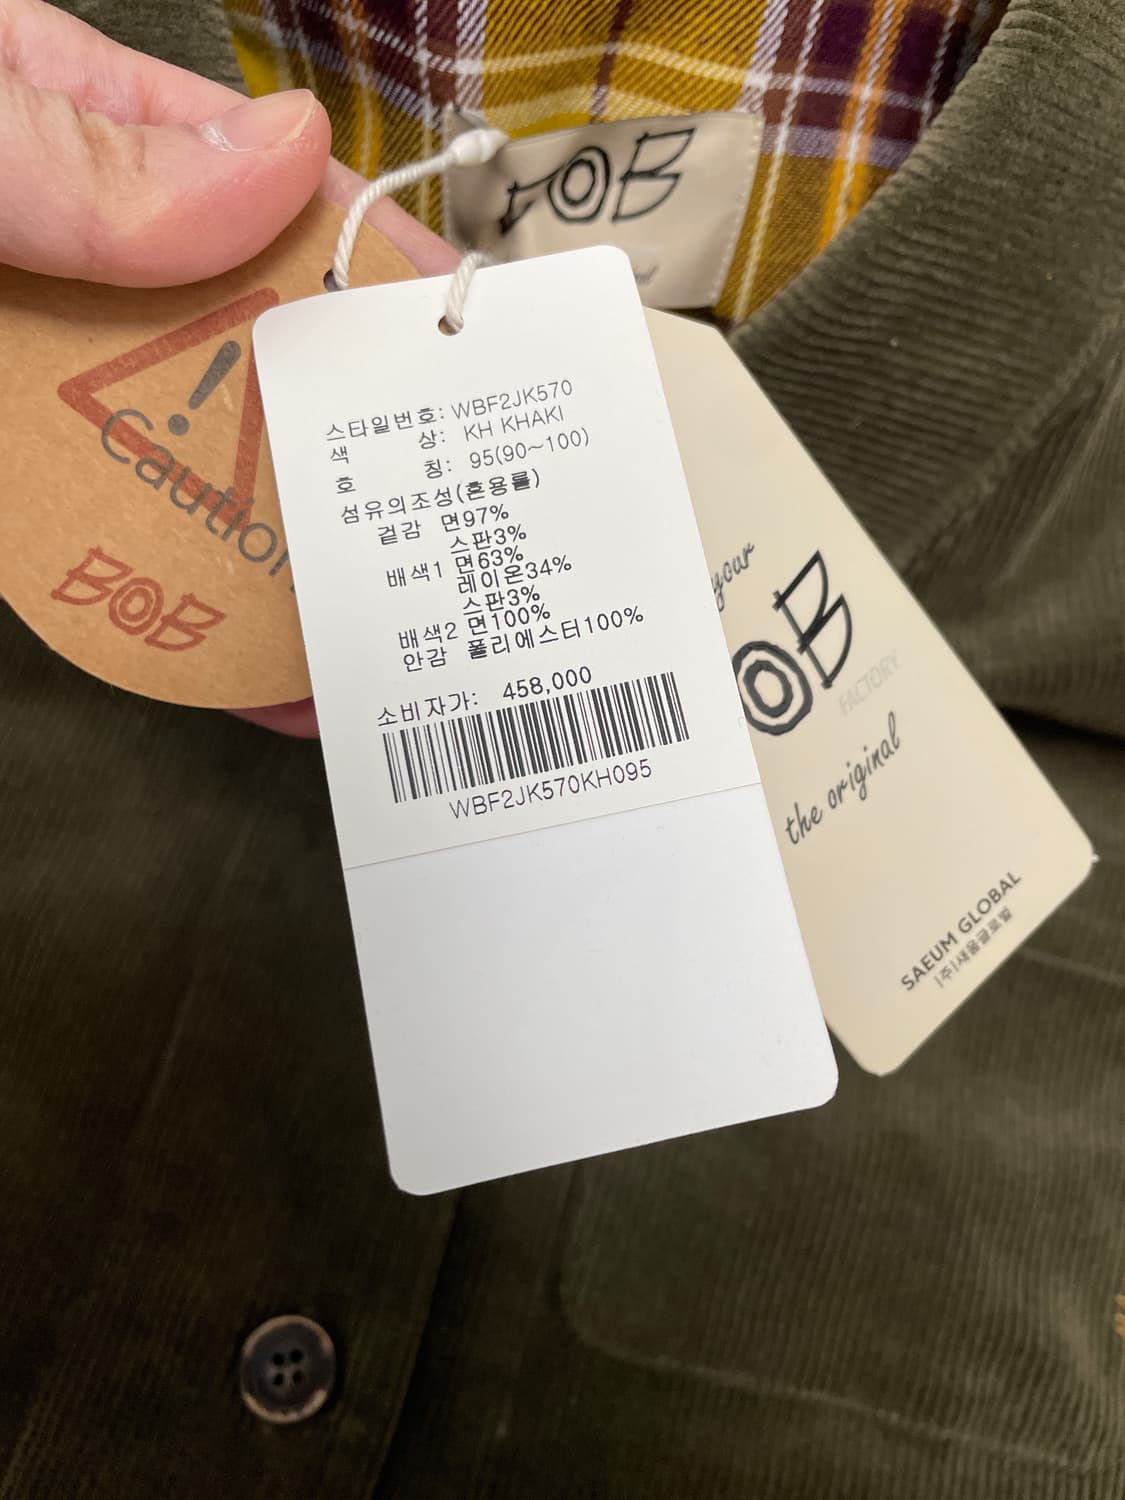 BOB
Caution
BOB
스타일번호: WBF2JK570
색 상: KH KHAKI
호 칭: 95(90~100)
섬유의조성(혼용률)
겉감 면97%
스판3%
배색1 면63%
레이온34%
스판3%
배색2 면100%
안감 폴리에스터100%
소비자가: 458,000
WBF2JK570KH095
your
OB
FACTORY
the original
SAEUM GLOBAL
|주|새움글로벌